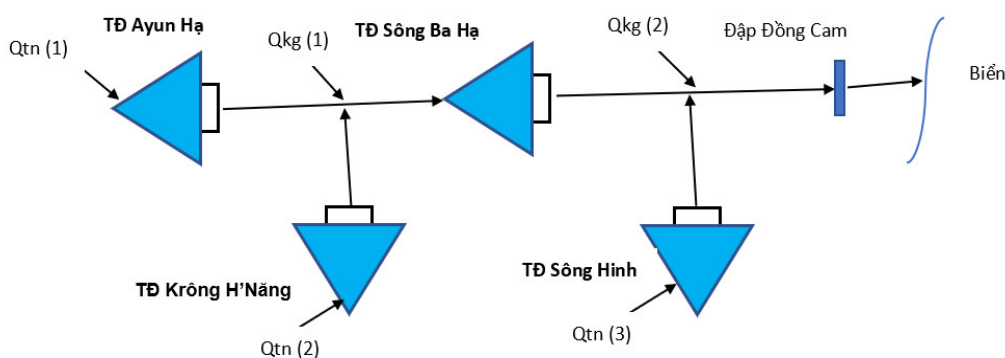 TĐ Ayun Hạ
Qtn (1)
Qkg (1)
TĐ Sông Ba Hạ
Qkg (2)
Đập Đồng Cam
Biển
TĐ Krông H'Năng
Qtn (2)
TĐ Sông Hinh
Qtn (3)